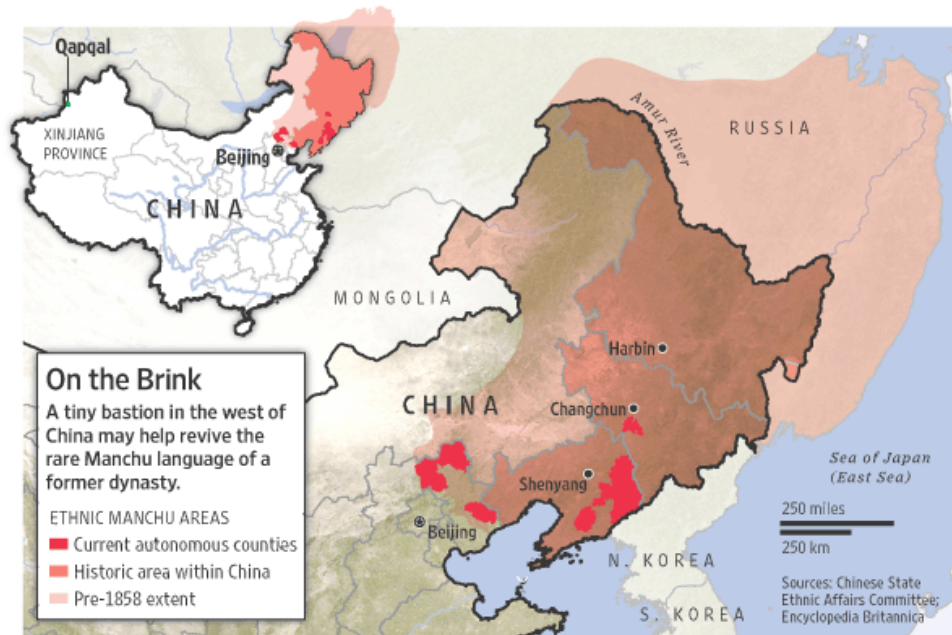 Qapqal
XINJIANG
PROVINCE
Beijing
CHINA
Amur River
RUSSIA
MONGOLIA
Harbin
CHINA
Changchun
Shenyang
Beijing
N. KOREA
S. KOREA
Sea of Japan
(East Sea)
250 miles
250 km
On the Brink
A tiny bastion in the west of
China may help revive the
rare Manchu language of a
former dynasty.
ETHNIC MANCHU AREAS
Current autonomous counties
Historic area within China
Pre-1858 extent
Sources: Chinese State
Ethnic Affairs Committee;
Encyclopedia Britannica